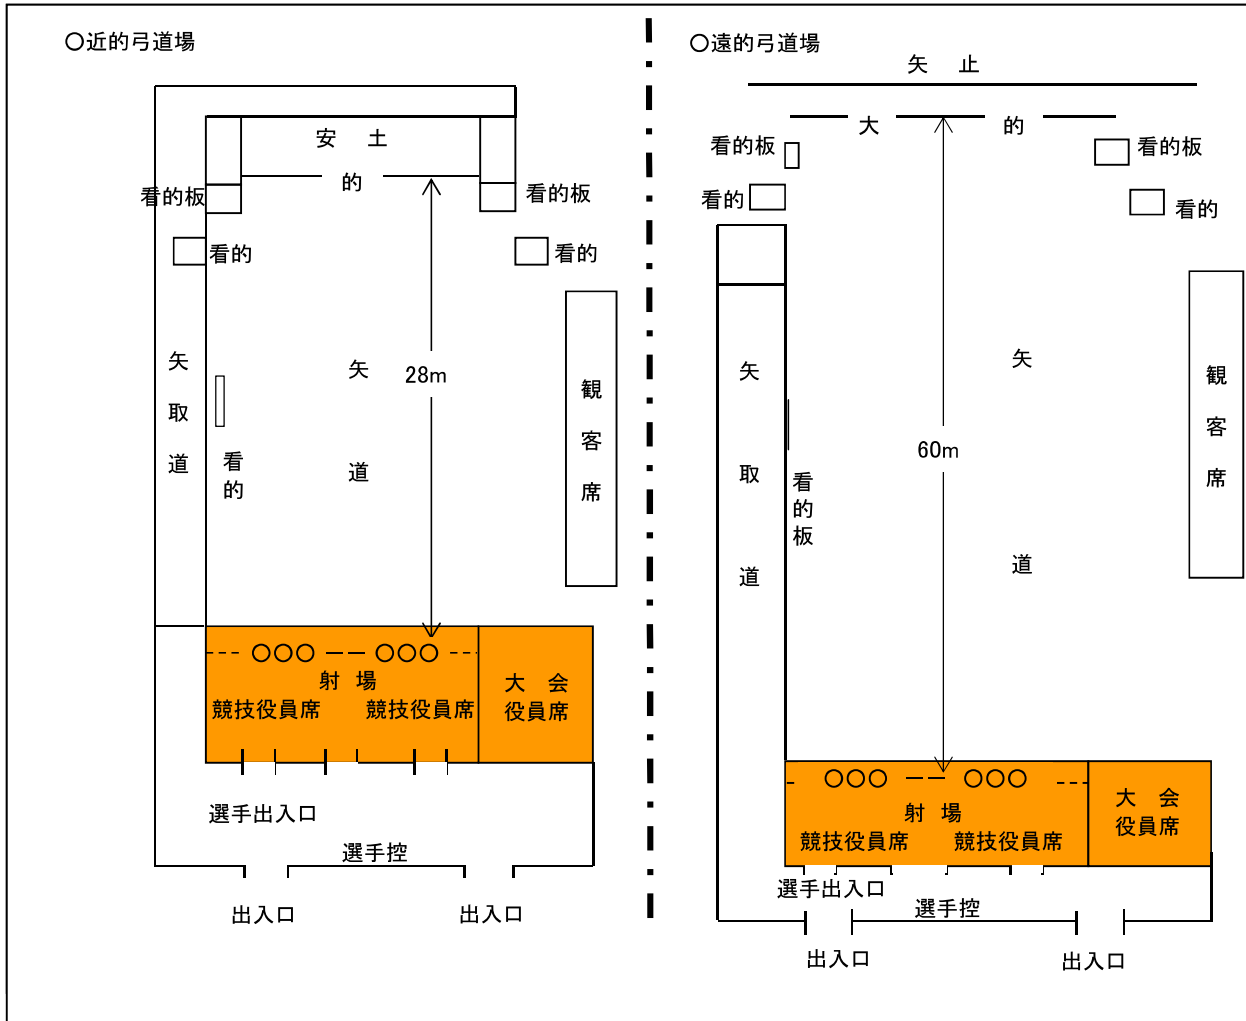 ○近的弓道場
安 土
的
看的板
看的板
看的
看的
矢取道
看的
矢道
28m
観客席
射 場
競技役員席
競技役員席
大 会
役員席
選手出入口
選手控
出入口
出入口
○遠的弓道場
矢 止
大 的
看的板
看的板
看的
看的
矢取道
看的板
矢道
60m
観客席
射 場
競技役員席
競技役員席
大 会
役員席
選手出入口
選手控
出入口
出入口